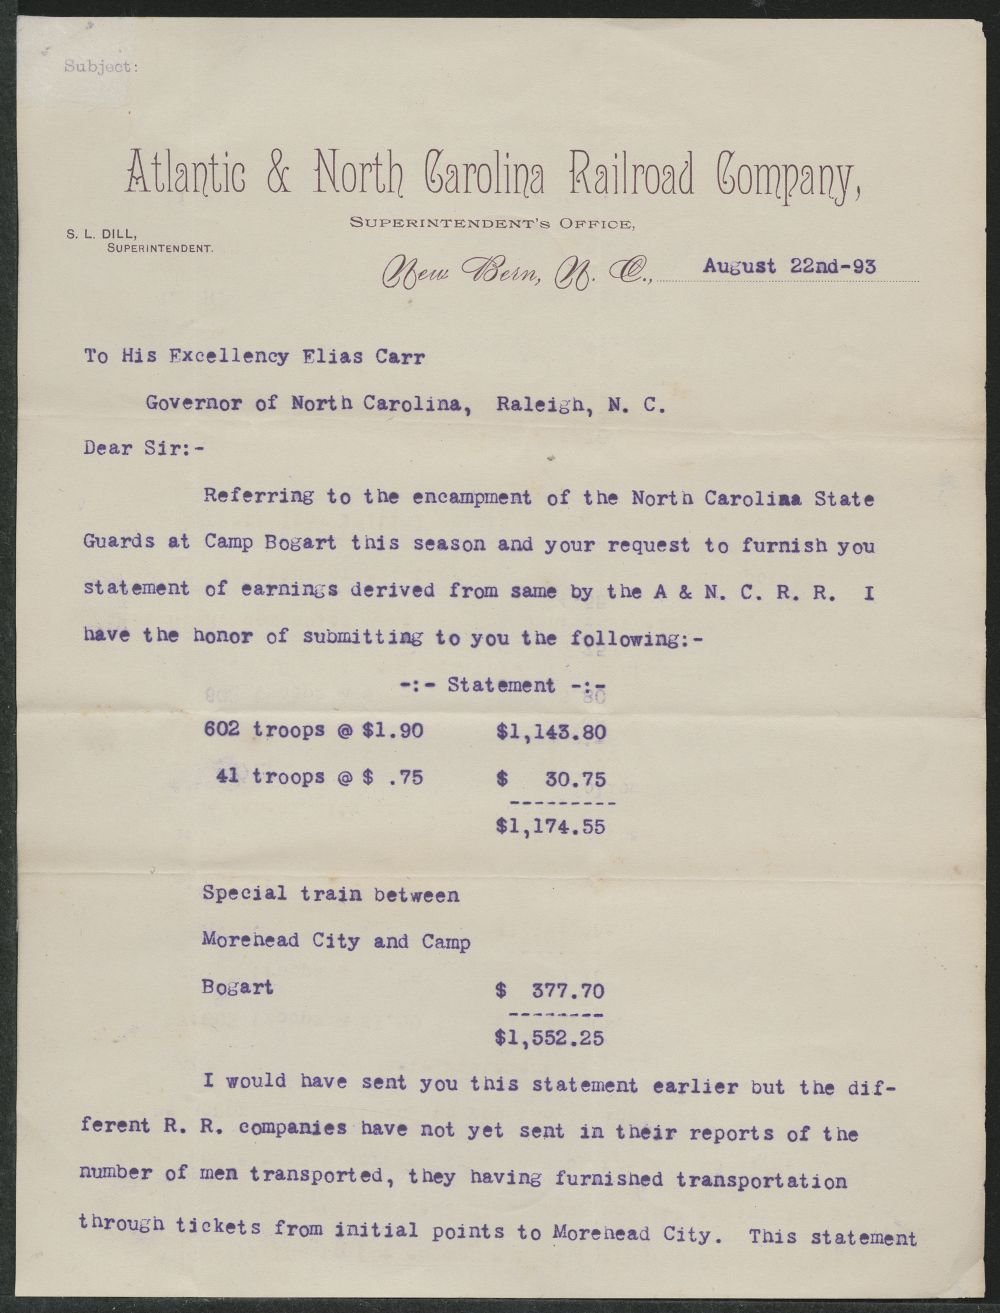 Subject:
Atlantic & North Carolina Railroad Company,
SUPERINTENDENT'S OFFICE,
S. L. DILL,
SUPERINTENDENT.
New Bern, N. C., August 22nd-93
To His Excellency Elias Carr
Governor of North Carolina, Raleigh, N. C.
Dear Sir:-
Referring to the encampment of the North Carolina State
Guards at Camp Bogart this season and your request to furnish you
statement of earnings derived from same by the A & N. C. R. R. I
have the honor of submitting to you the following:-
-:- Statement -:-
602 troops @ $1.90 $1,143.80
41 troops @ $ .75 $ 30.75
---------
$1,174.55
Special train between
Morehead City and Camp
Bogart $ 377.70
--------
$1,552.25
I would have sent you this statement earlier but the dif-
ferent R. R. companies have not yet sent in their reports of the
number of men transported, they having furnished transportation
through tickets from initial points to Morehead City. This statement